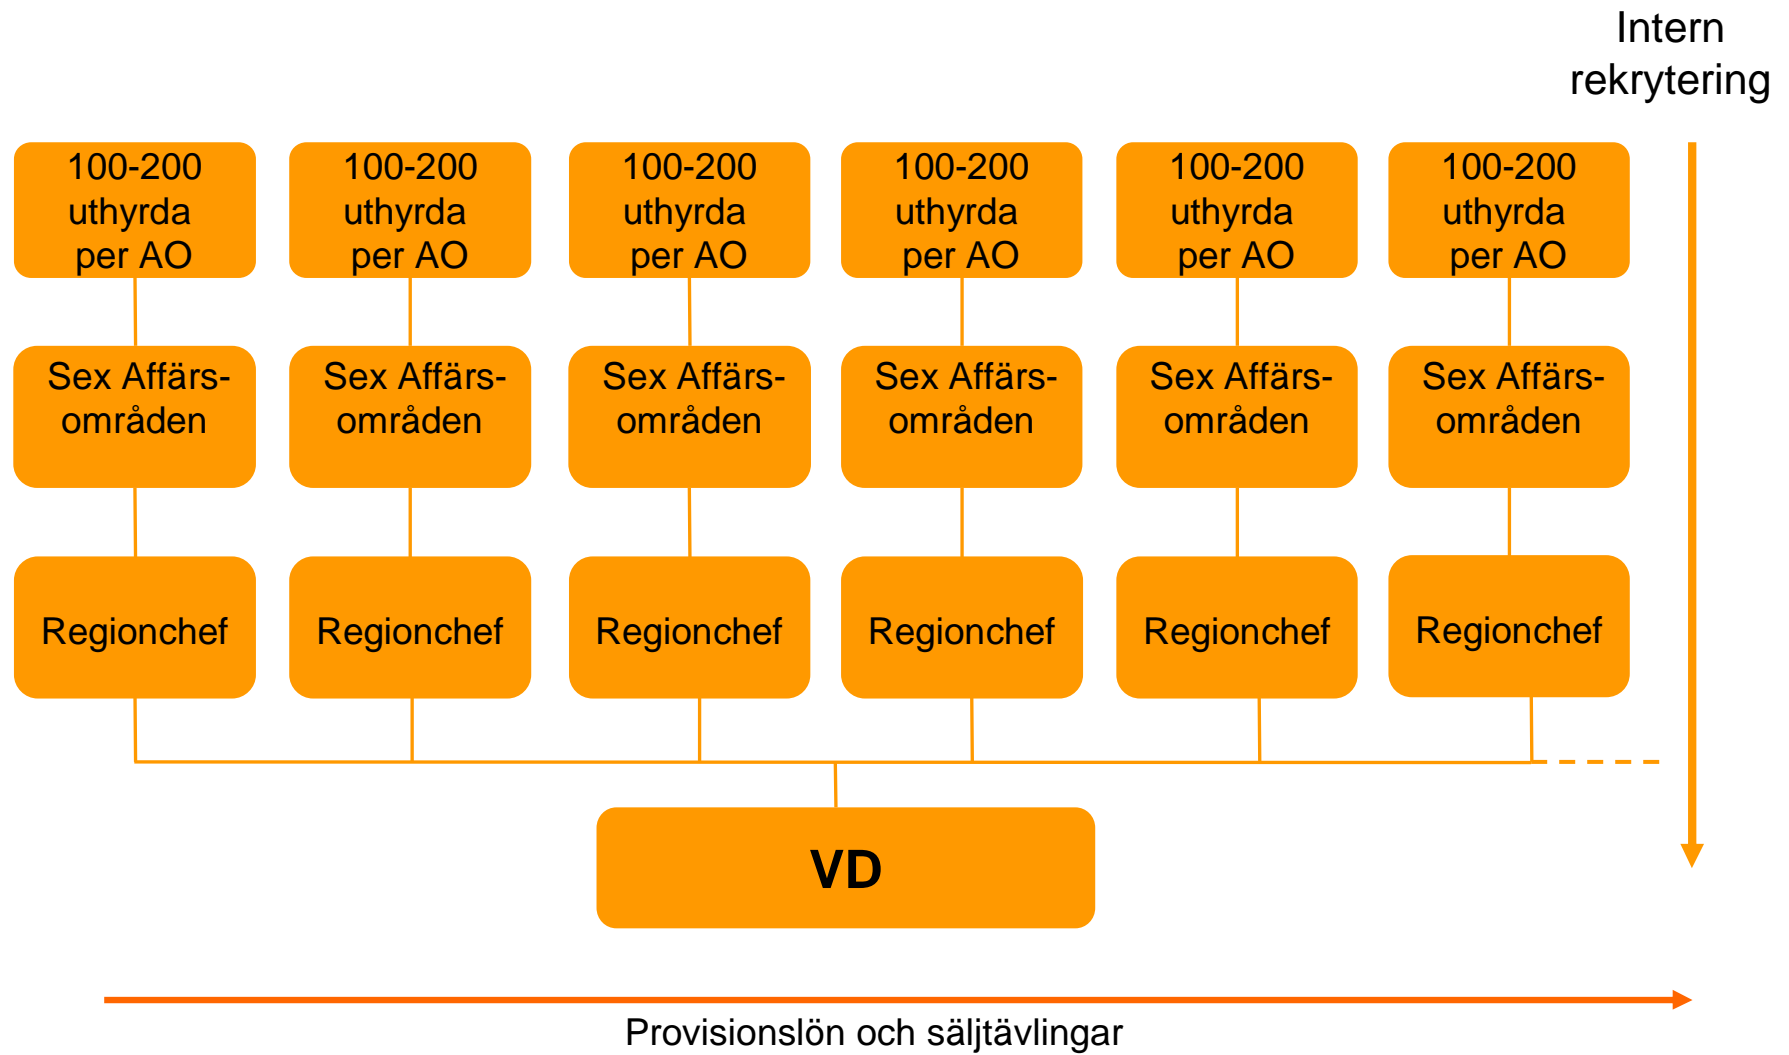 Intern
rekrytering
100-200
uthyrda
per AO
100-200
uthyrda
per AO
100-200
uthyrda
per AO
100-200
uthyrda
per AO
100-200
uthyrda
per AO
100-200
uthyrda
per AO
Sex Affärs-
områden
Sex Affärs-
områden
Sex Affärs-
områden
Sex Affärs-
områden
Sex Affärs-
områden
Sex Affärs-
områden
Regionchef
Regionchef
Regionchef
Regionchef
Regionchef
Regionchef
VD
Provisionslön och säljtävlingar